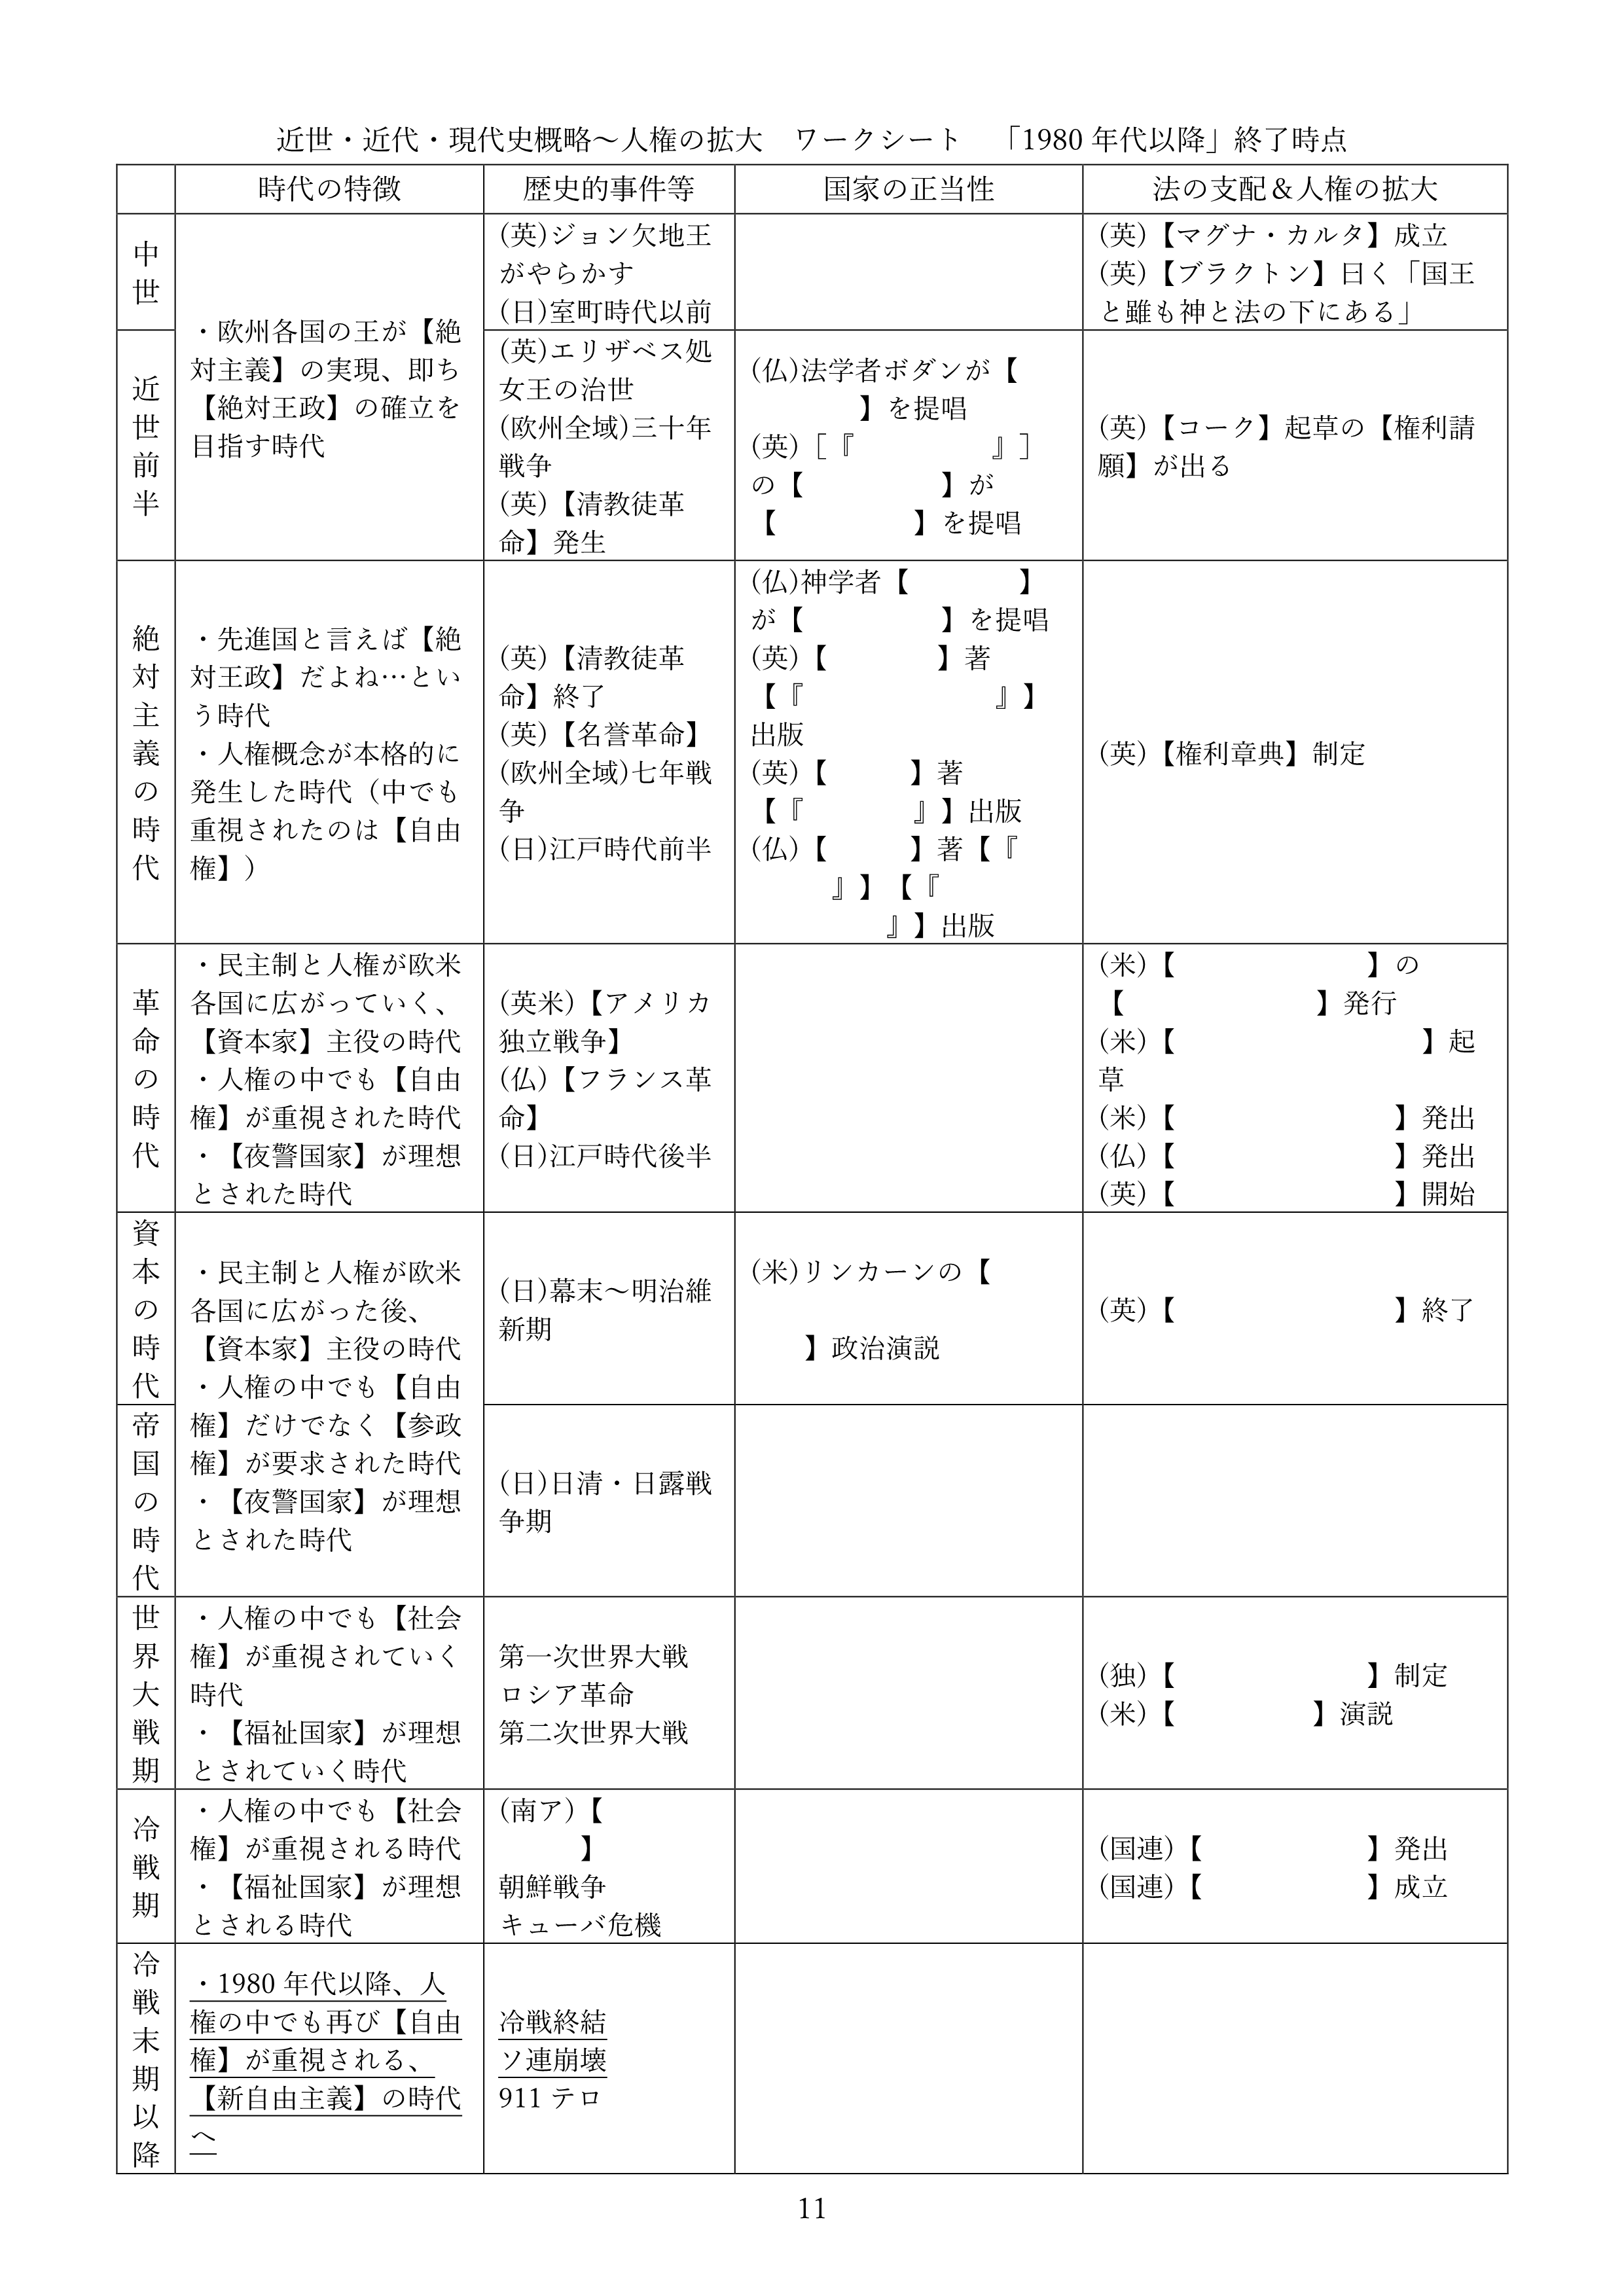 近世・近代・現代史概略～人権の拡大　ワークシート　「1980 年代以降」終了時点
時代の特徴
歴史的事件等
国家の正当性
法の支配＆人権の拡大
中世
(英)ジョン欠地王
がやらかす
(日)室町時代以前
(英)【マグナ・カルタ】成立
(英)【ブラクトン】曰く「国王
と雖も神と法の下にある」
・欧州各国の王が【絶
対主義】の実現、即ち
【絶対王政】の確立を
目指す時代
近世前半
(英)エリザベス処
女王の治世
(欧州全域)三十年
戦争
(英)【清教徒革
命】発生
(仏)法学者ボダンが【
】を提唱
(英)［『　　　　　』］
の【　　　　　】が
【　　　　　】を提唱
(英)【コーク】起草の【権利請
願】が出る
絶対主義の時代
・先進国と言えば【絶
対王政】だよね…とい
う時代
・人権概念が本格的に
発生した時代（中でも
重視されたのは【自由
権】）
(英)【清教徒革
命】終了
(英)【名誉革命】
(欧州全域)七年戦
争
(日)江戸時代前半
(仏)神学者【　　　　】
が【　　　　　】を提唱
(英)【　　　　】著
【『　　　　　　　』】
出版
(英)【　　　】著
【『　　　　』】出版
(仏)【　　　】著【『
』】【『
』】出版
(英)【権利章典】制定
革命の時代
・民主制と人権が欧米
各国に広がっていく、
【資本家】主役の時代
・人権の中でも【自由
権】が重視された時代
・【夜警国家】が理想
とされた時代
(英米)【アメリカ
独立戦争】
(仏)【フランス革
命】
(日)江戸時代後半
(米)【　　　　　　　】の
【　　　　　　　】発行
(米)【　　　　　　　　　】起
草
(米)【　　　　　　　　】発出
(仏)【　　　　　　　　】発出
(英)【　　　　　　　　】開始
資本の時代
・民主制と人権が欧米
各国に広がった後、
【資本家】主役の時代
・人権の中でも【自由
権】だけでなく【参政
権】が要求された時代
・【夜警国家】が理想
とされた時代
(日)幕末～明治維
新期
(米)リンカーンの【
】政治演説
(英)【　　　　　　　　】終了
帝国の時代
(日)日清・日露戦
争期
世界大戦期
・人権の中でも【社会
権】が重視されていく
時代
・【福祉国家】が理想
とされていく時代
第一次世界大戦
ロシア革命
第二次世界大戦
(独)【　　　　　　　】制定
(米)【　　　　　】演説
冷戦期
・人権の中でも【社会
権】が重視される時代
・【福祉国家】が理想
とされる時代
(南ア)【
】
朝鮮戦争
キューバ危機
(国連)【　　　　　　】発出
(国連)【　　　　　　】成立
冷戦末期以降
・1980 年代以降、人
権の中でも再び【自由
権】が重視される、
【新自由主義】の時代
へ
冷戦終結
ソ連崩壊
911 テロ
11